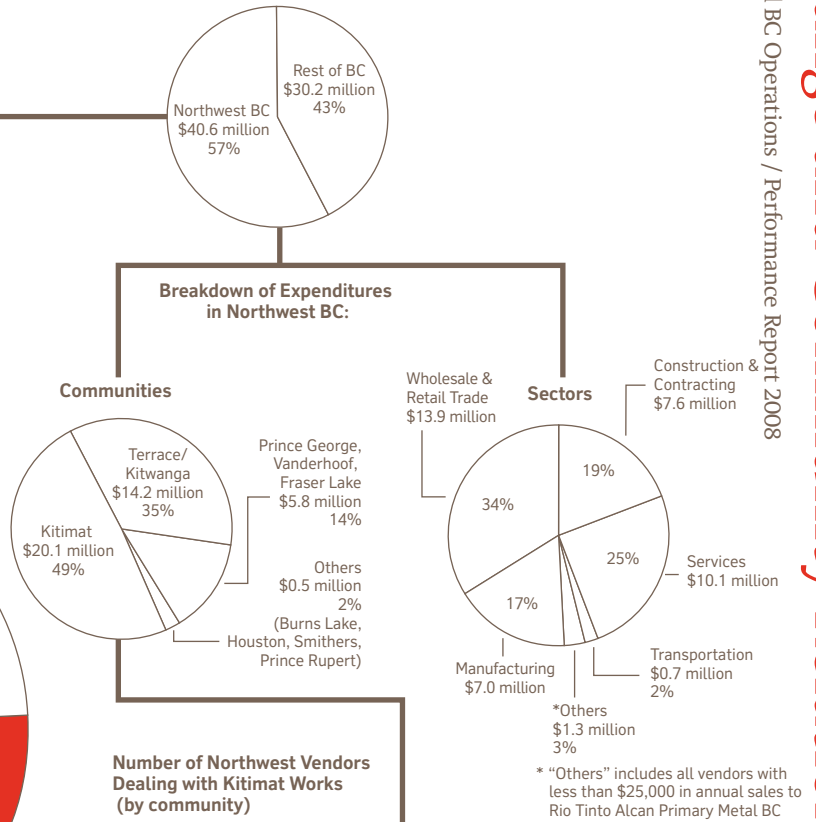 Rest of BC
$30.2 million
43%
Northwest BC
$40.6 million
57%
BC Operations / Performance Report 2008
Breakdown of Expenditures
in Northwest BC:
Communities
Terrace/
Kitwanga
$14.2 million
35%
Kitimat
$20.1 million
49%
Prince George,
Vanderhoof,
Fraser Lake
$5.8 million
14%
Others
$0.5 million
2%
(Burns Lake,
Houston, Smithers,
Prince Rupert)
Sectors
Wholesale &
Retail Trade
$13.9 million
34%
Construction &
Contracting
$7.6 million
19%
25%
Services
$10.1 million
17%
Manufacturing
$7.0 million
Transportation
$0.7 million
2%
*Others
$1.3 million
3%
* "Others" includes all vendors with
less than $25,000 in annual sales to
Rio Tinto Alcan Primary Metal BC
Number of Northwest Vendors
Dealing with Kitimat Works
(by community)